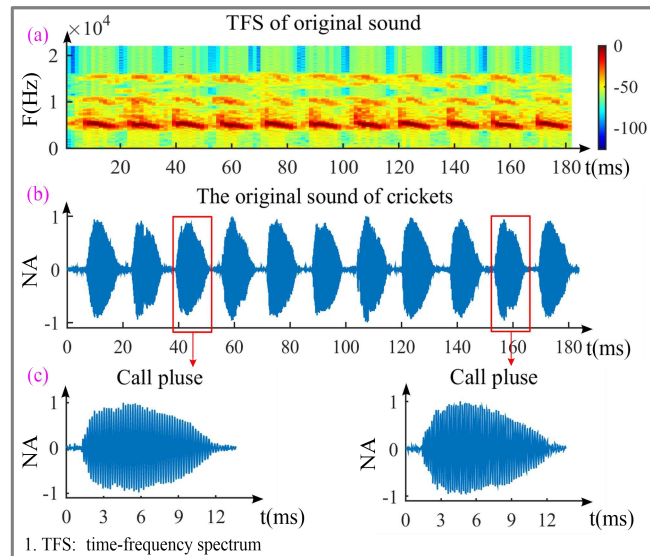 TFS of original sound
(a)
×10⁴
F(Hz)
2
1
0
0
-50
-100
20 40 60 80 100 120 140 160 182
t(ms)
(b)
The original sound of crickets
NA
1
0
-1
0 20 40 60 80 100 120 140 160 180
t(ms)
(c)
Call pluse
NA
1
0
-1
0 3 6 9 12
t(ms)
Call pluse
NA
1
0
-1
0 3 6 9 12
t(ms)
1. TFS: time-frequency spectrum